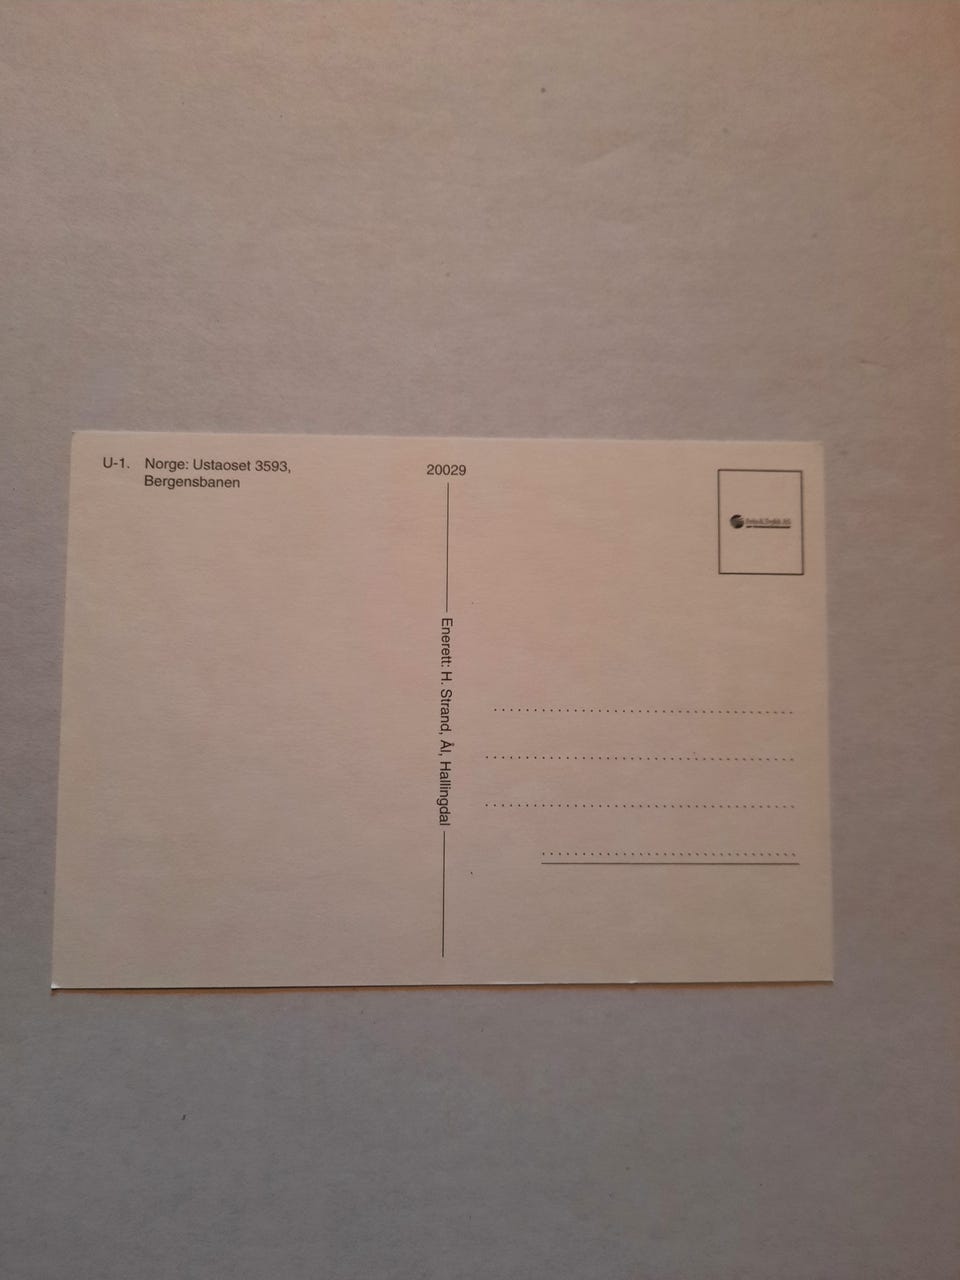 U-1. Norge: Ustaoset 3593,
Bergensbanen
20029
Enerett: H. Strand, Ål, Hallingdal